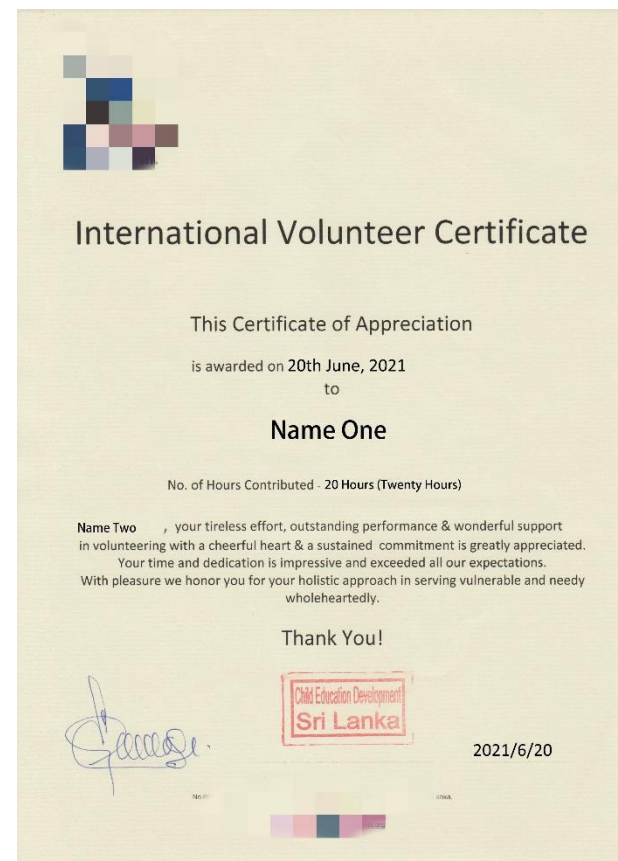 International Volunteer Certificate
This Certificate of Appreciation
is awarded on 20th June, 2021
to
Name One
No. of Hours Contributed - 20 Hours (Twenty Hours)
Name Two , your tireless effort, outstanding performance & wonderful support
in volunteering with a cheerful heart & a sustained commitment is greatly appreciated.
Your time and dedication is impressive and exceeded all our expectations.
With pleasure we honor you for your holistic approach in serving vulnerable and needy
wholeheartedly.
Thank You!
Child Education Development
Sri Lanka
2021/6/20